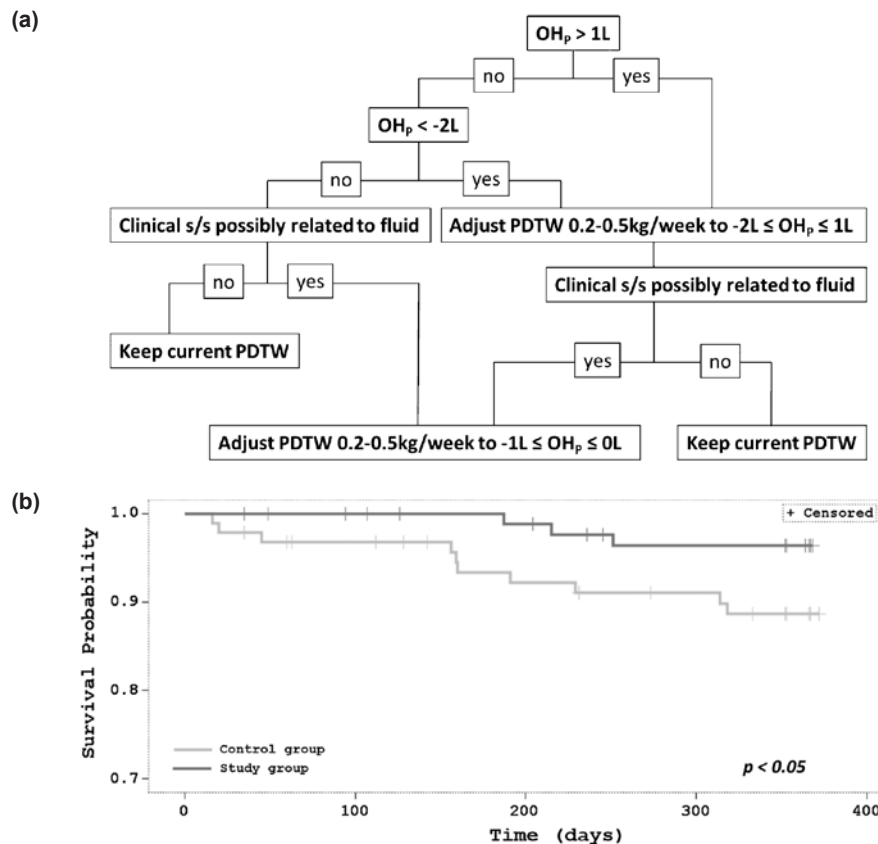 (a)
OHP > 1L
no
yes
OHP < -2L
no
yes
Clinical s/s possibly related to fluid
Adjust PDTW 0.2-0.5kg/week to -2L ≤ OHP ≤ 1L
no
yes
Clinical s/s possibly related to fluid
Keep current PDTW
yes
no
Adjust PDTW 0.2-0.5kg/week to -1L ≤ OHP ≤ 0L
Keep current PDTW
(b)
1.0
+ Censored
0.9
Survival Probability
0.8
Control group
Study group
p < 0.05
0.7
0
100
200
300
400
Time (days)